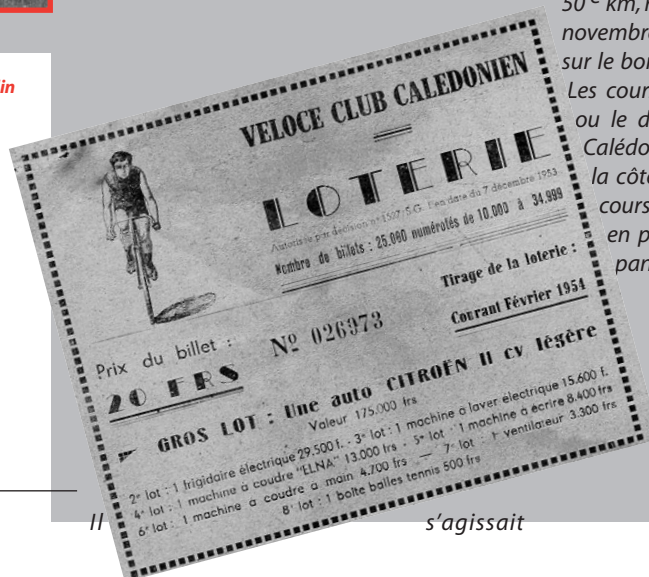 50e km,
novembre
in
sur le bor
Les cour
ou le d
Calédo
la côte
cours
en p
par
VELOCE CLUB CALEDONIEN
LOTERIE
Autorisée par décision n° 1597/S.G. en date du 7 décembre 1953
Nombre de billets : 25.000 numérotés de 10.000 à 34.999
Tirage de la loterie :
Courant Février 1954
Prix du billet :
20 FRS
Nº 026973
GROS LOT : Une auto CITROËN II CV légère
Valeur 175.000 frs
2e lot : 1 frigidaire électrique 29.500 f. - 3e lot : 1 machine à laver électrique 15.600 f.
4e lot : 1 machine à coudre "ELNA" 13.000 frs - 5e lot : 1 machine à écrire 8.400 frs
6e lot : 1 machine à coudre à main 4.700 frs — 7e lot : 1 ventilateur 3.300 frs
8e lot : 1 boîte balles tennis 500 frs
Il s'agissait